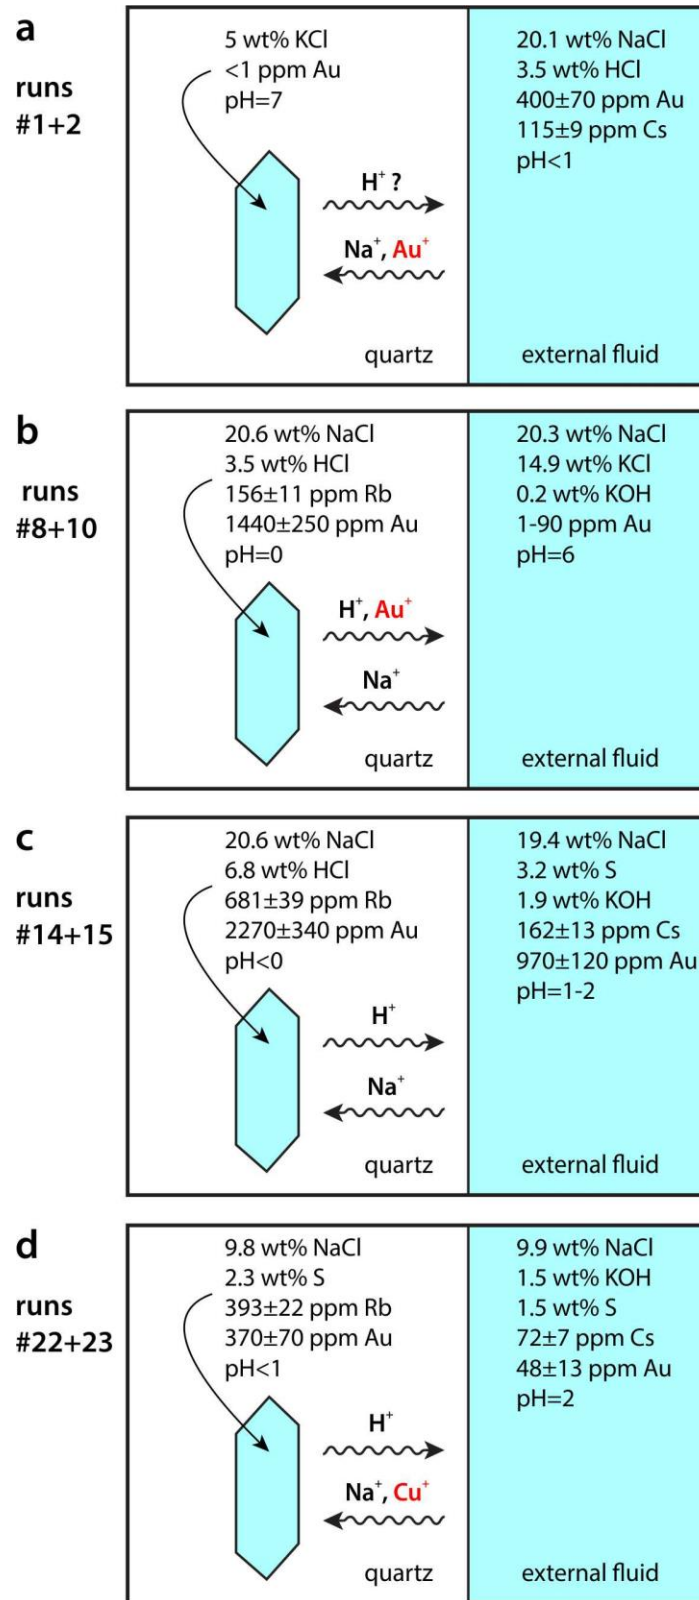 a
runs
#1+2
5 wt% KCl
<1 ppm Au
pH=7
20.1 wt% NaCl
3.5 wt% HCl
400±70 ppm Au
115±9 ppm Cs
pH<1
H⁺ ?
Na⁺, Au⁺
quartz
external fluid
b
runs
#8+10
20.6 wt% NaCl
3.5 wt% HCl
156±11 ppm Rb
1440±250 ppm Au
pH=0
20.3 wt% NaCl
14.9 wt% KCl
0.2 wt% KOH
1-90 ppm Au
pH=6
H⁺, Au⁺
Na⁺
quartz
external fluid
c
runs
#14+15
20.6 wt% NaCl
6.8 wt% HCl
681±39 ppm Rb
2270±340 ppm Au
pH<0
19.4 wt% NaCl
3.2 wt% S
1.9 wt% KOH
162±13 ppm Cs
970±120 ppm Au
pH=1-2
H⁺
Na⁺
quartz
external fluid
d
runs
#22+23
9.8 wt% NaCl
2.3 wt% S
393±22 ppm Rb
370±70 ppm Au
pH<1
9.9 wt% NaCl
1.5 wt% KOH
1.5 wt% S
72±7 ppm Cs
48±13 ppm Au
pH=2
H⁺
Na⁺, Cu⁺
quartz
external fluid